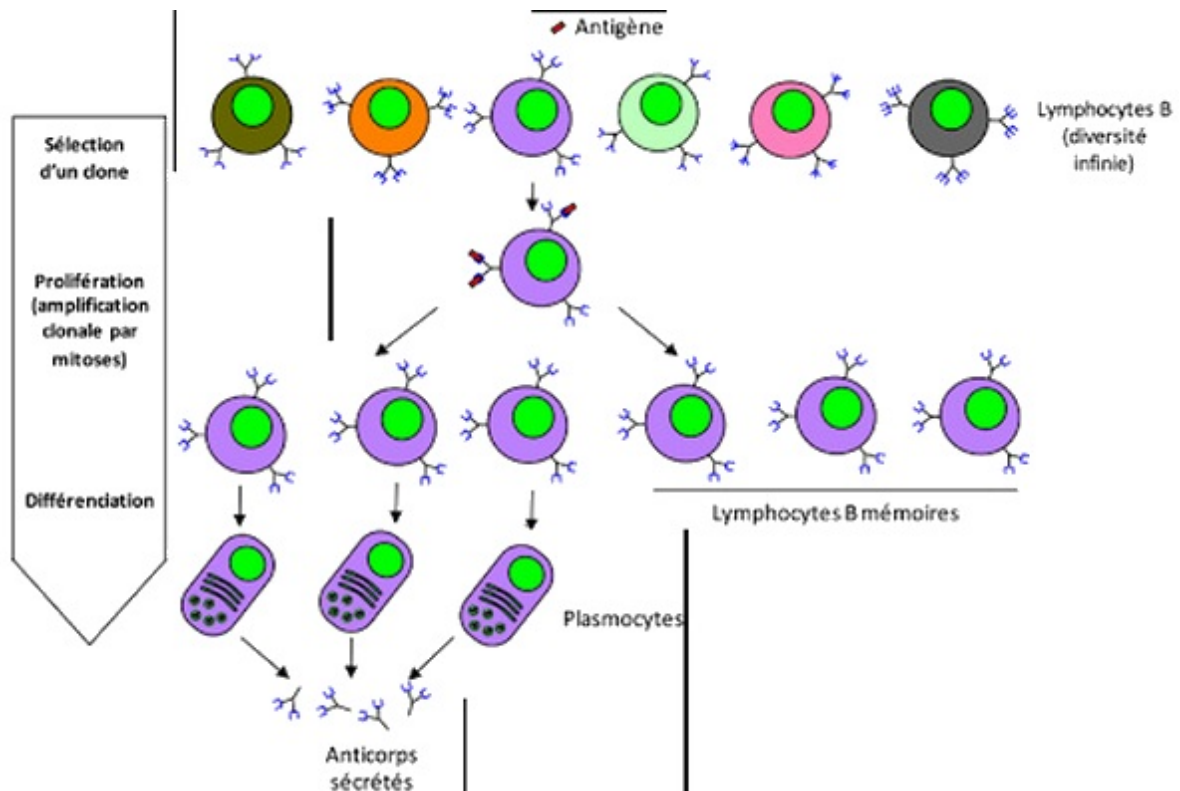 Antigène
Lymphocytes B
(diversité
infinie)
Sélection
d'un clone
Prolifération
(amplification
clonale par
mitoses)
Différenciation
Lymphocytes B mémoires
Plasmocytes
Anticorps
sécrétés